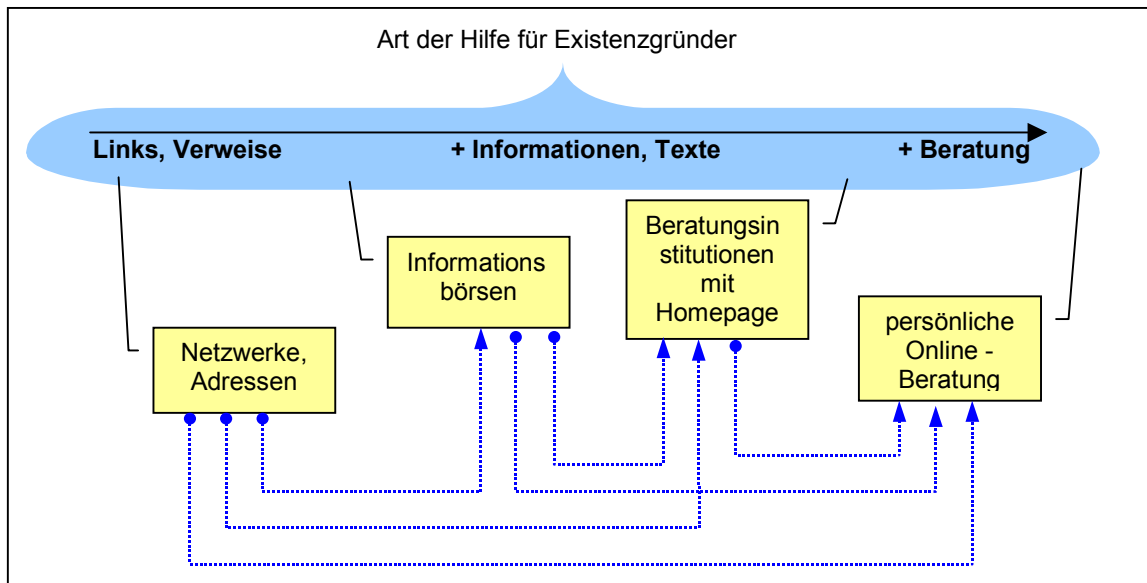 Art der Hilfe für Existenzgründer
Links, Verweise
+ Informationen, Texte
+ Beratung
Netzwerke,
Adressen
Informations
börsen
Beratungsin
stitutionen
mit
Homepage
persönliche
Online -
Beratung